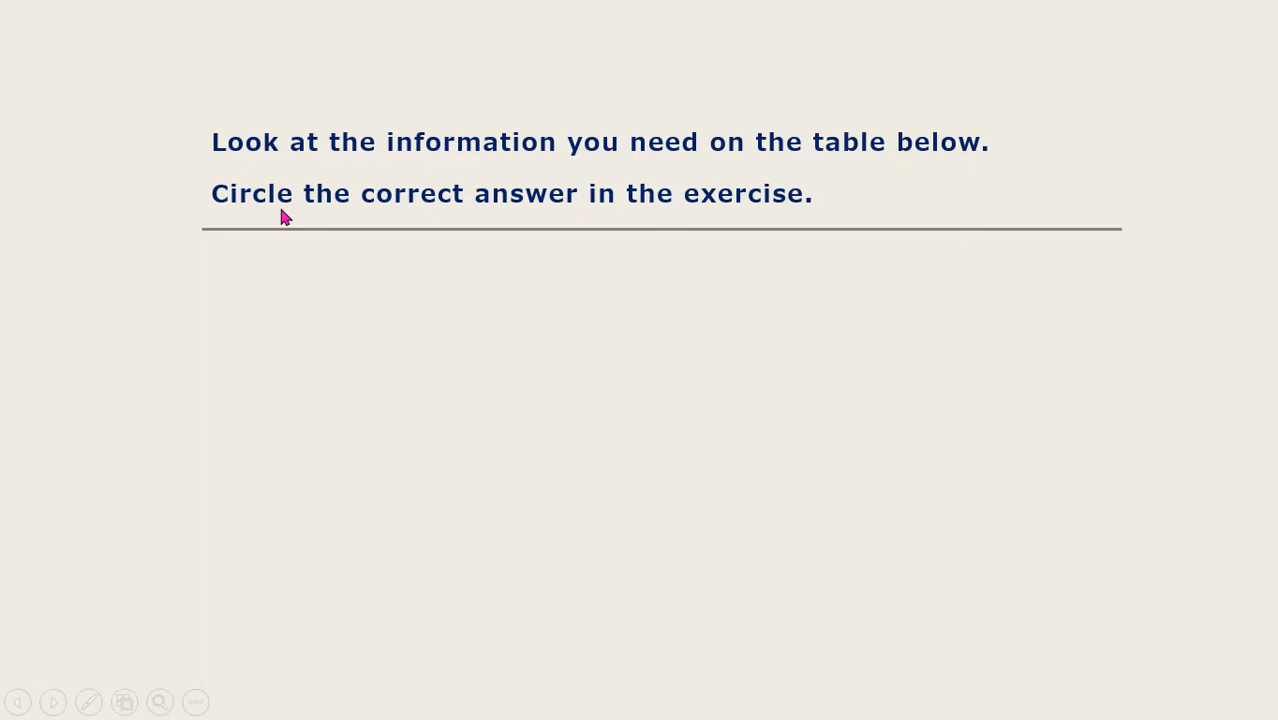 Look at the information you need on the table below.
Circle the correct answer in the exercise.